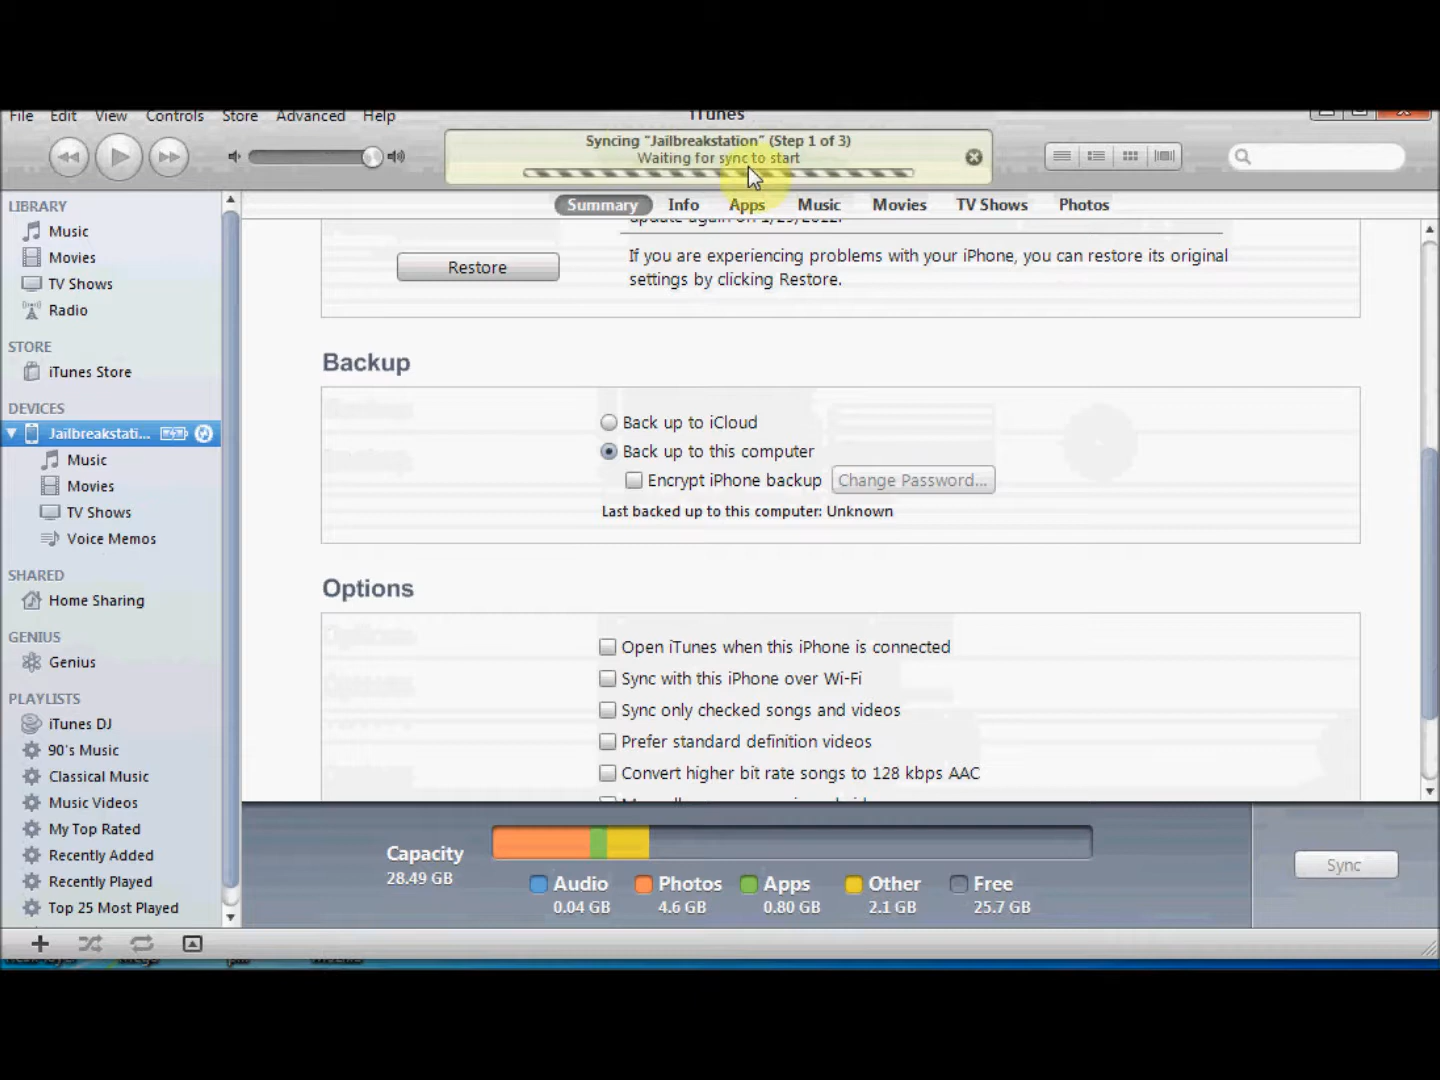 iTunes
File Edit View Controls Store Advanced Help
Syncing "Jailbreakstation" (Step 1 of 3)
Waiting for sync to start
Summary Info Apps Music Movies TV Shows Photos
LIBRARY
Music
Movies
TV Shows
Radio
STORE
iTunes Store
DEVICES
Jailbreakstati...
Music
Movies
TV Shows
Voice Memos
SHARED
Home Sharing
GENIUS
Genius
PLAYLISTS
iTunes DJ
90's Music
Classical Music
Music Videos
My Top Rated
Recently Added
Recently Played
Top 25 Most Played
update again on 1/29/2012.
Restore
If you are experiencing problems with your iPhone, you can restore its original
settings by clicking Restore.
Backup
Back up to iCloud
Back up to this computer
Encrypt iPhone backup Change Password...
Last backed up to this computer: Unknown
Options
Open iTunes when this iPhone is connected
Sync with this iPhone over Wi-Fi
Sync only checked songs and videos
Prefer standard definition videos
Convert higher bit rate songs to 128 kbps AAC
Capacity
28.49 GB
Audio
0.04 GB
Photos
4.6 GB
Apps
0.80 GB
Other
2.1 GB
Free
25.7 GB
Sync